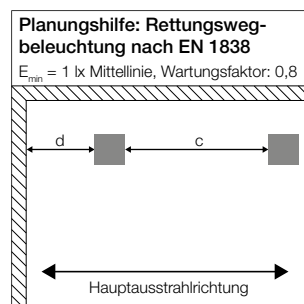 Planungshilfe: Rettungsweg-
beleuchtung nach EN 1838
Emin = 1 lx Mittellinie, Wartungsfaktor: 0,8
d c
Hauptausstrahlrichtung